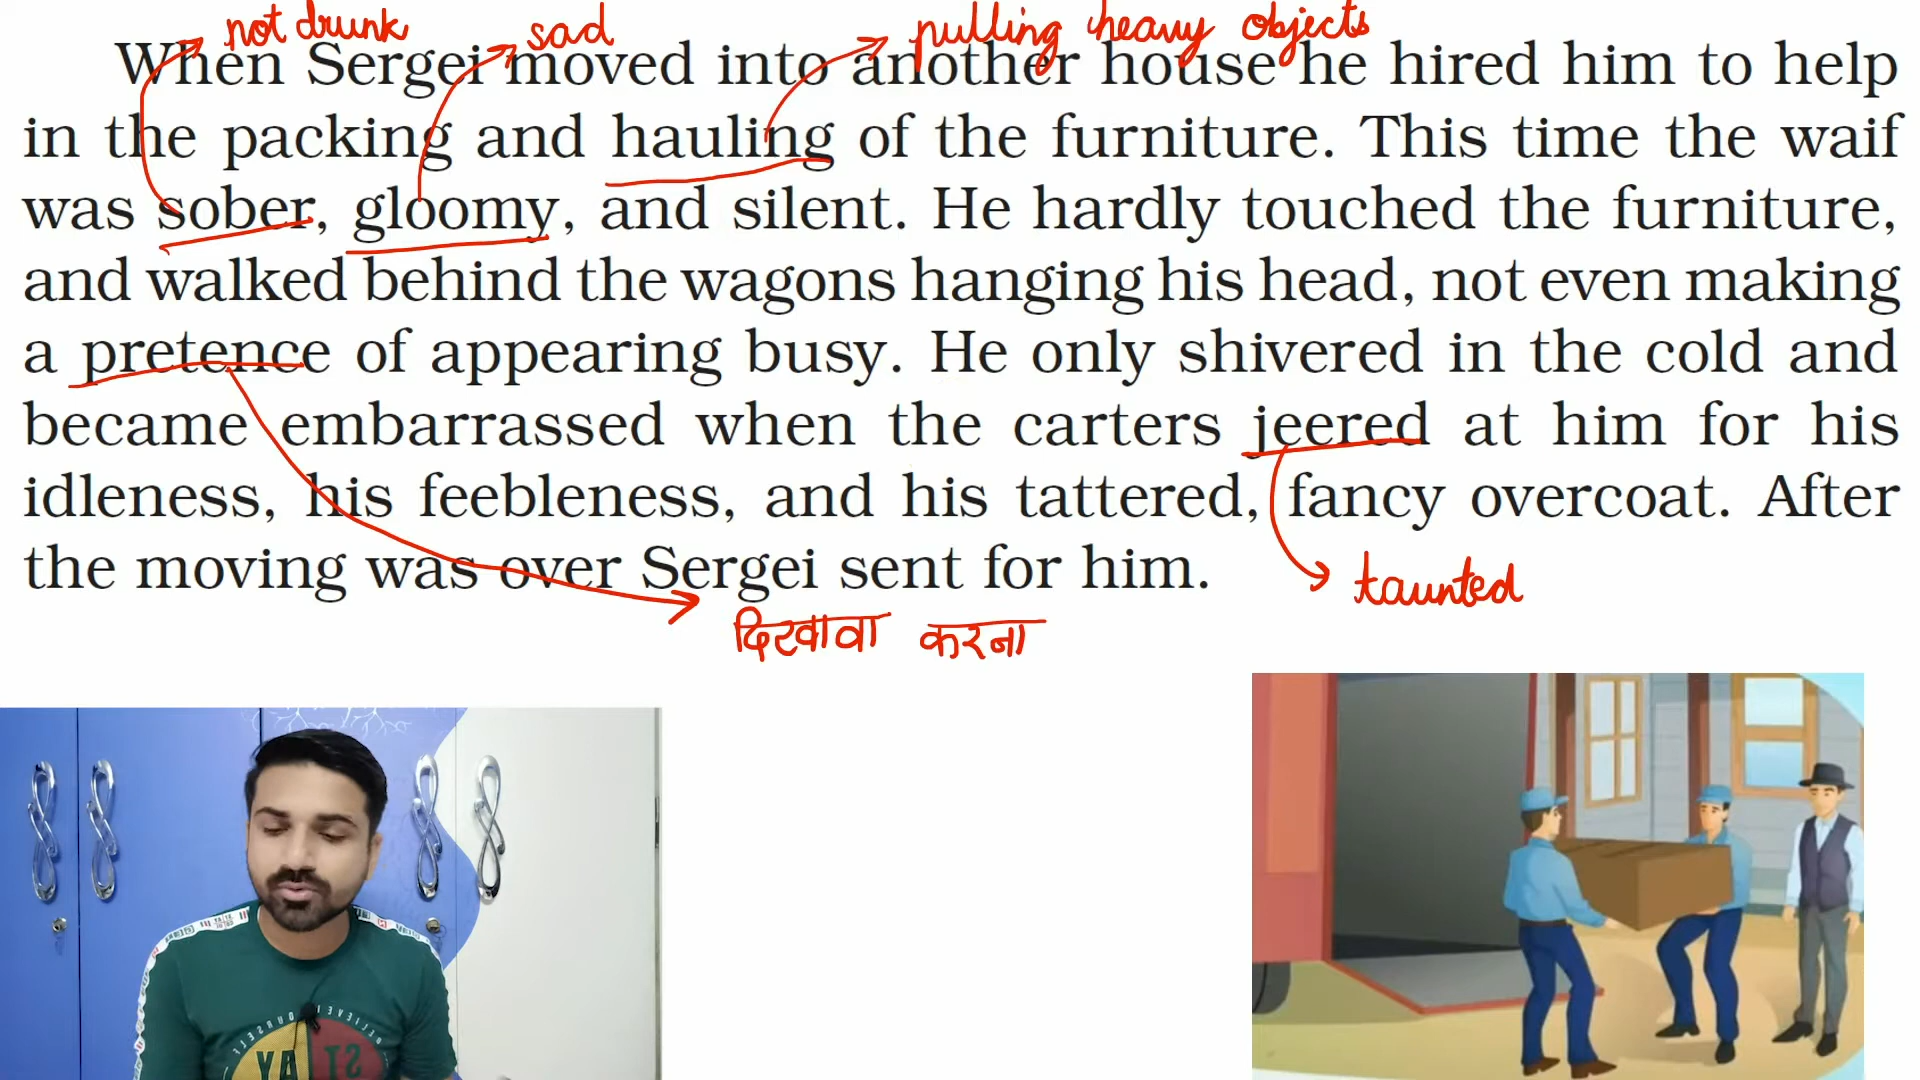 not drunk
sad
pulling heavy objects
When Sergei moved into another house he hired him to help
in the packing and hauling of the furniture. This time the waif
was sober, gloomy, and silent. He hardly touched the furniture,
and walked behind the wagons hanging his head, not even making
a pretence of appearing busy. He only shivered in the cold and
became embarrassed when the carters jeered at him for his
idleness, his feebleness, and his tattered, fancy overcoat. After
the moving was over Sergei sent for him.
taunted
दिखावा करना